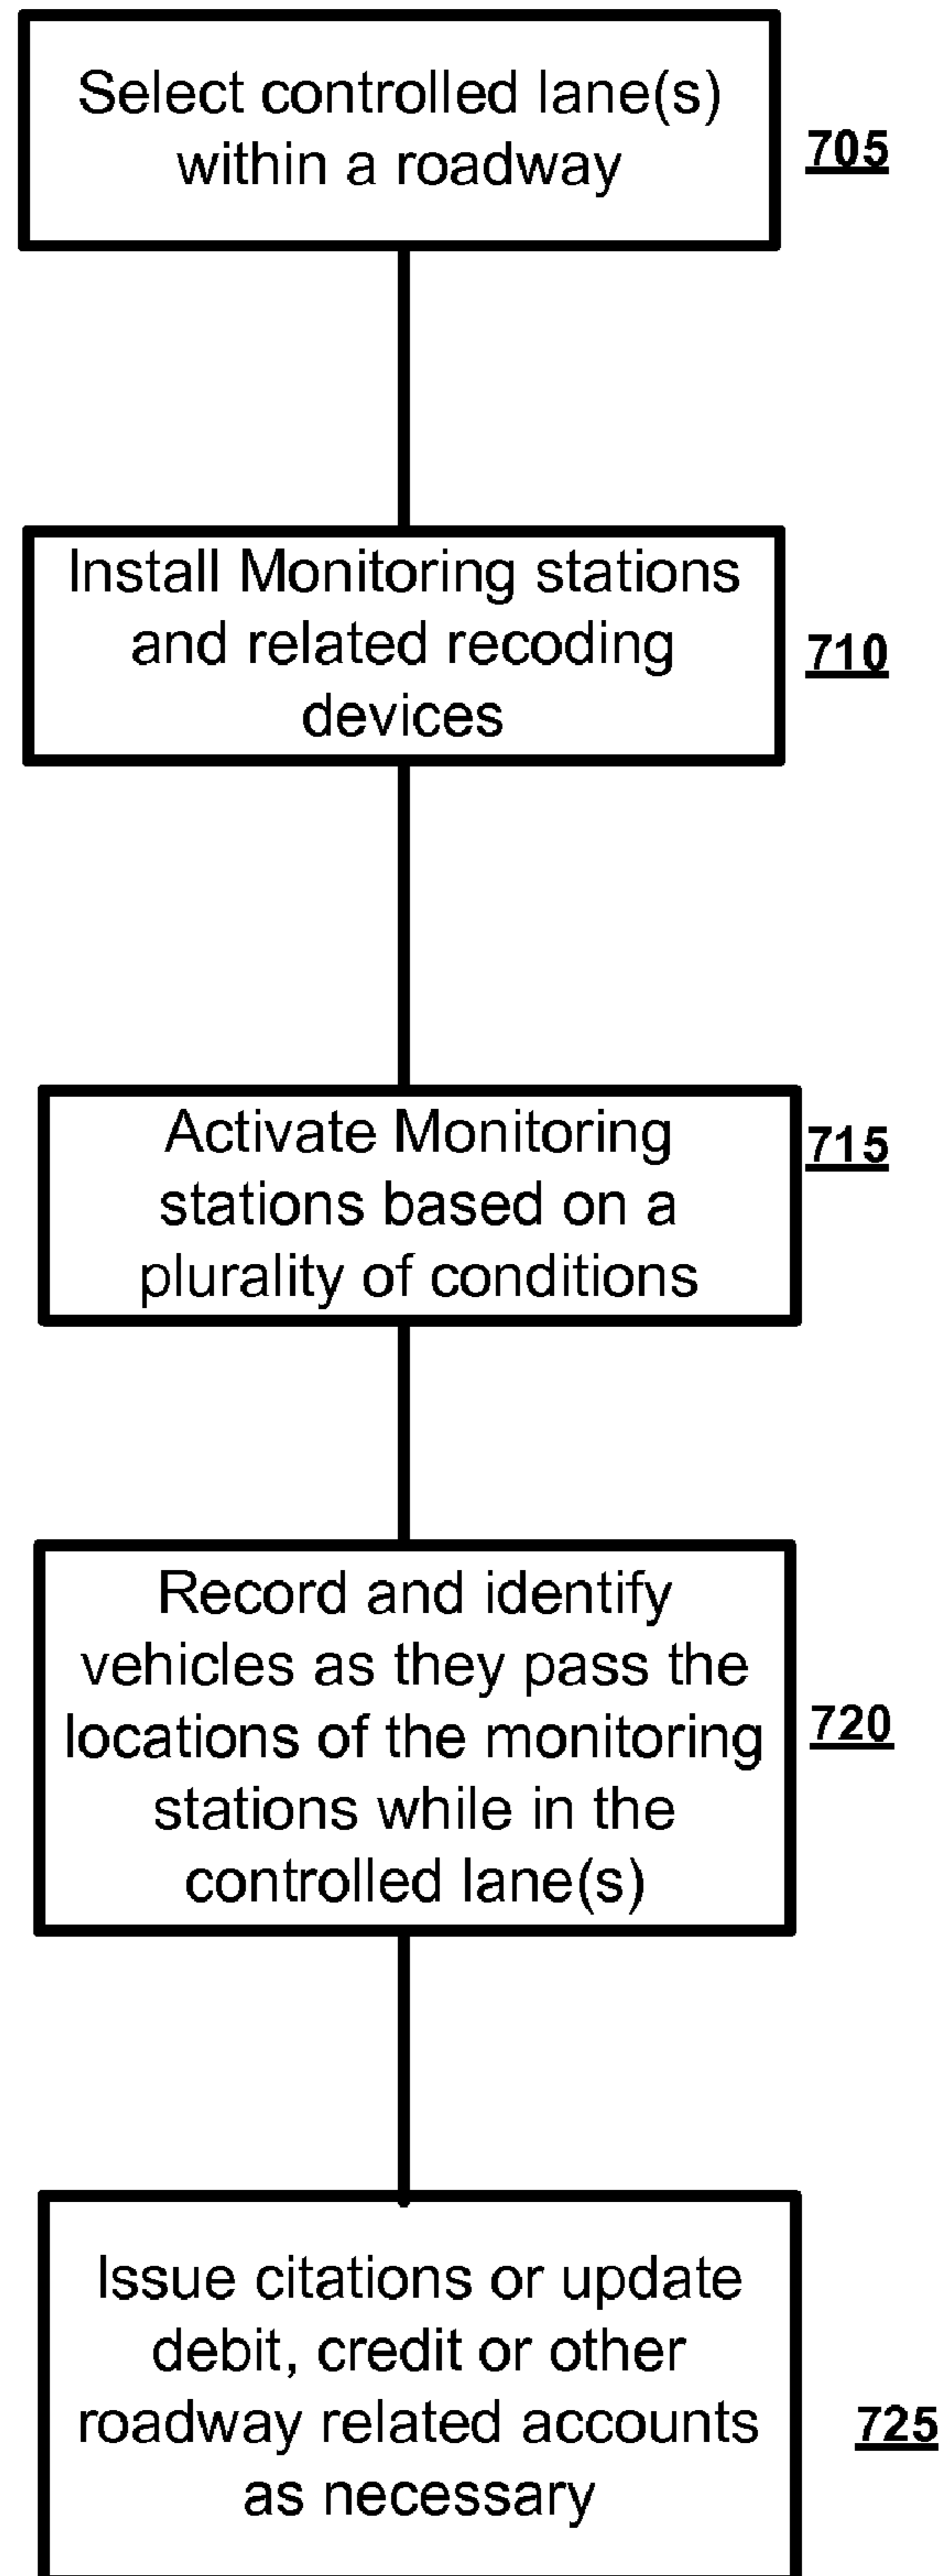 Select controlled lane(s)
within a roadway
705
Install Monitoring stations
and related recoding
devices
710
Activate Monitoring
stations based on a
plurality of conditions
715
Record and identify
vehicles as they pass the
locations of the monitoring
stations while in the
controlled lane(s)
720
Issue citations or update
debit, credit or other
roadway related accounts
as necessary
725